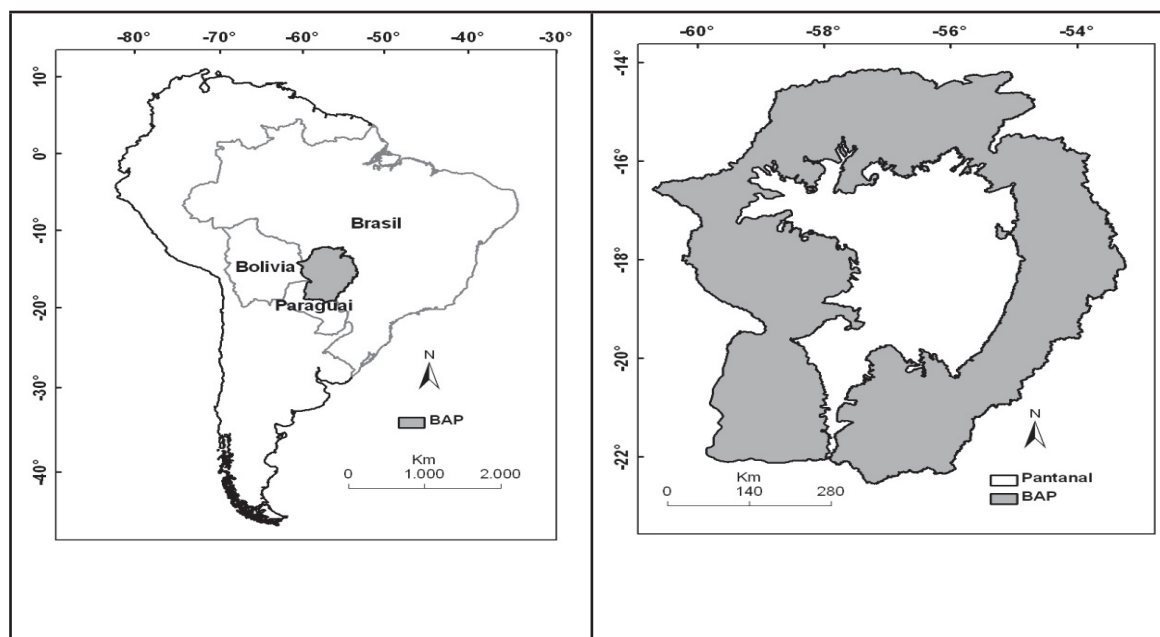 -80° -70° -60° -50° -40° -30°
10°
0°
-10°
-20°
-30°
-40°
Brasil
Bolivia
Paraguai
N
BAP
Km
0 1.000 2.000
-60° -58° -56° -54°
-14°
-16°
-18°
-20°
-22°
N
Pantanal
BAP
Km
0 140 280